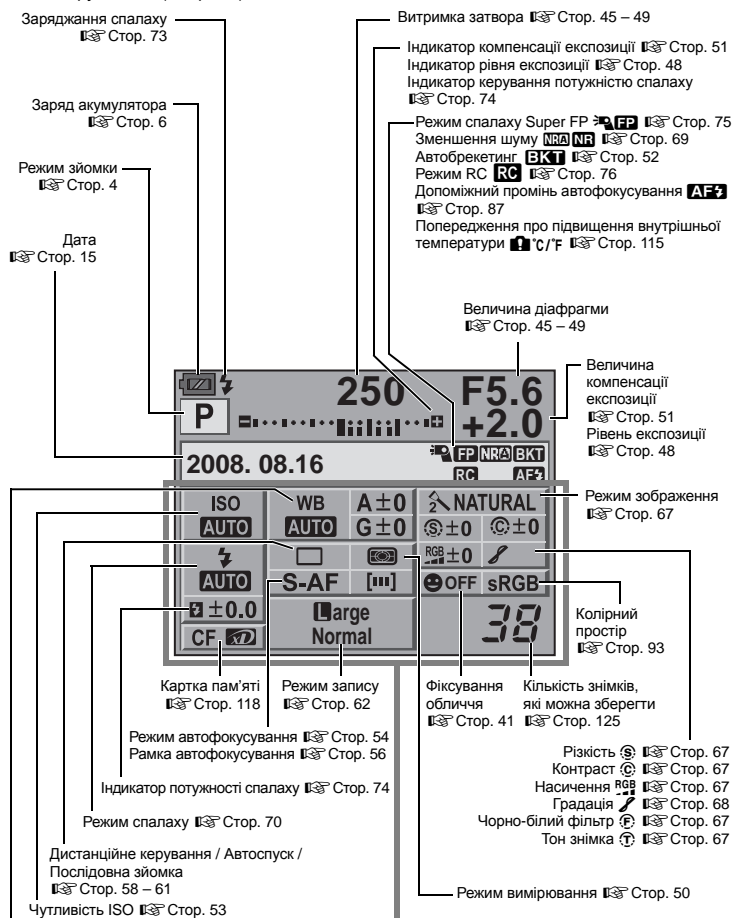 Заряджання спалаху
☞ Стор. 73
Заряд акумулятора
☞ Стор. 6
Режим зйомки
☞ Стор. 4
Дата
☞ Стор. 15
Витримка затвора ☞ Стор. 45 – 49
Індикатор компенсації експозиції ☞ Стор. 51
Індикатор рівня експозиції ☞ Стор. 48
Індикатор керування потужністю спалаху
☞ Стор. 74
Режим спалаху Super FP FP ☞ Стор. 75
Зменшення шуму NR NR ☞ Стор. 69
Автобрекетинг BKT ☞ Стор. 52
Режим RC RC ☞ Стор. 76
Допоміжний промінь автофокусування AF
☞ Стор. 87
Попередження про підвищення внутрішньої
температури °C/°F ☞ Стор. 115
Величина діафрагми
☞ Стор. 45 – 49
Величина
компенсації
експозиції
☞ Стор. 51
Рівень експозиції
☞ Стор. 48
Режим зображення
☞ Стор. 67
250 F5.6
P +2.0
2008. 08.16
FP NR BKT
RC AF
ISO WB A±0 2 NATURAL
AUTO AUTO G±0 S±0 C±0
RGB ±0
AUTO S-AF OFF sRGB
±0.0 Large
CF xD Normal 38
Колірний
простір
☞ Стор. 93
Картка пам’яті
☞ Стор. 118
Режим запису
☞ Стор. 62
Фіксування
обличчя
☞ Стор. 41
Кількість знімків,
які можна зберегти
☞ Стор. 125
Режим автофокусування ☞ Стор. 54
Рамка автофокусування ☞ Стор. 56
Індикатор потужності спалаху ☞ Стор. 74
Режим спалаху ☞ Стор. 70
Дистанційне керування / Автоспуск /
Послідовна зйомка
☞ Стор. 58 – 61
Чутливість ISO ☞ Стор. 53
Різкість S ☞ Стор. 67
Контраст C ☞ Стор. 67
Насичення RGB ☞ Стор. 67
Градація ☞ Стор. 68
Чорно-білий фільтр F ☞ Стор. 67
Тон знімка T ☞ Стор. 67
Режим вимірювання ☞ Стор. 50